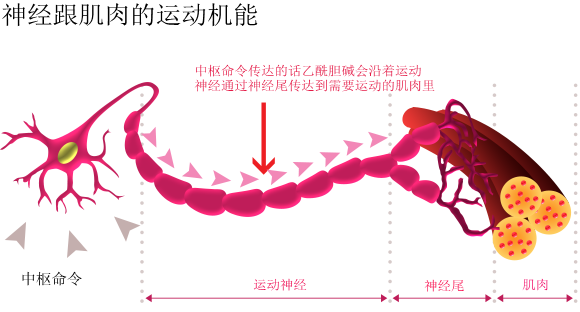 神经跟肌肉的运动机能
中枢命令传达的话乙酰胆碱会沿着运动
神经通过神经尾传达到需要运动的肌肉里
中枢命令
运动神经
神经尾
肌肉